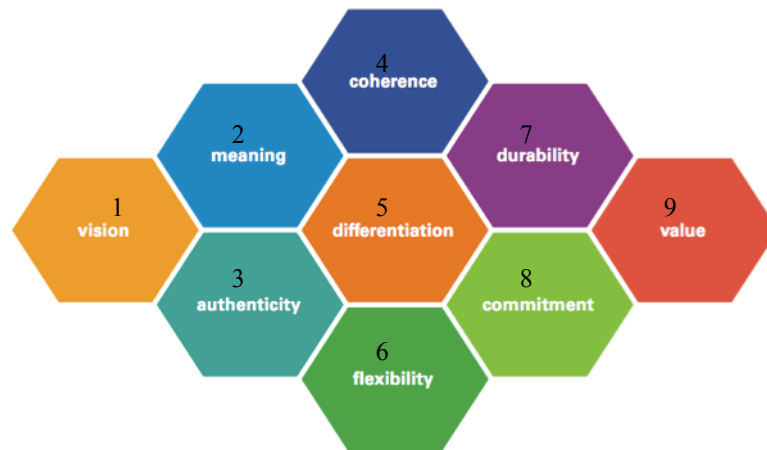 1
vision
2
meaning
3
authenticity
4
coherence
5
differentiation
6
flexibility
7
durability
8
commitment
9
value